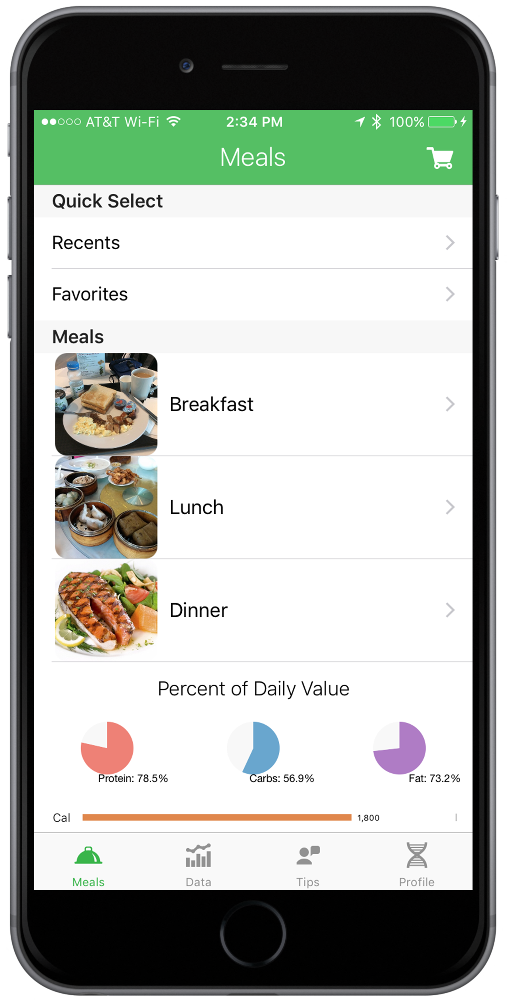 AT&T Wi-Fi 2:34 PM 100%
Meals
Quick Select
Recents
Favorites
Meals
Breakfast
Lunch
Dinner
Percent of Daily Value
Protein: 78.5% Carbs: 56.9% Fat: 73.2%
Cal 1,800
Meals Data Tips Profile